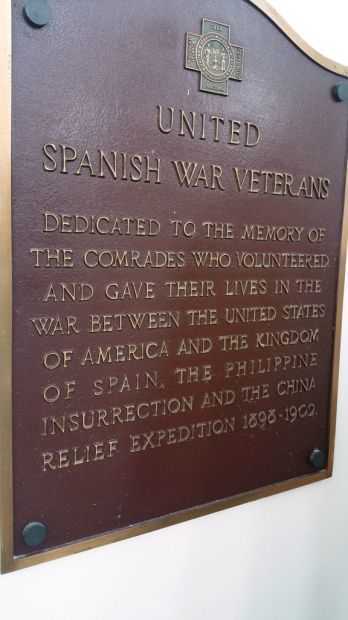 UNITED
SPANISH WAR VETERANS
DEDICATED TO THE MEMORY OF
THE COMRADES WHO VOLUNTEERED
AND GAVE THEIR LIVES IN THE
WAR BETWEEN THE UNITED STATES
OF AMERICA AND THE KINGDOM
OF SPAIN, THE PHILIPPINE
INSURRECTION AND THE CHINA
RELIEF EXPEDITION 1898-1902.